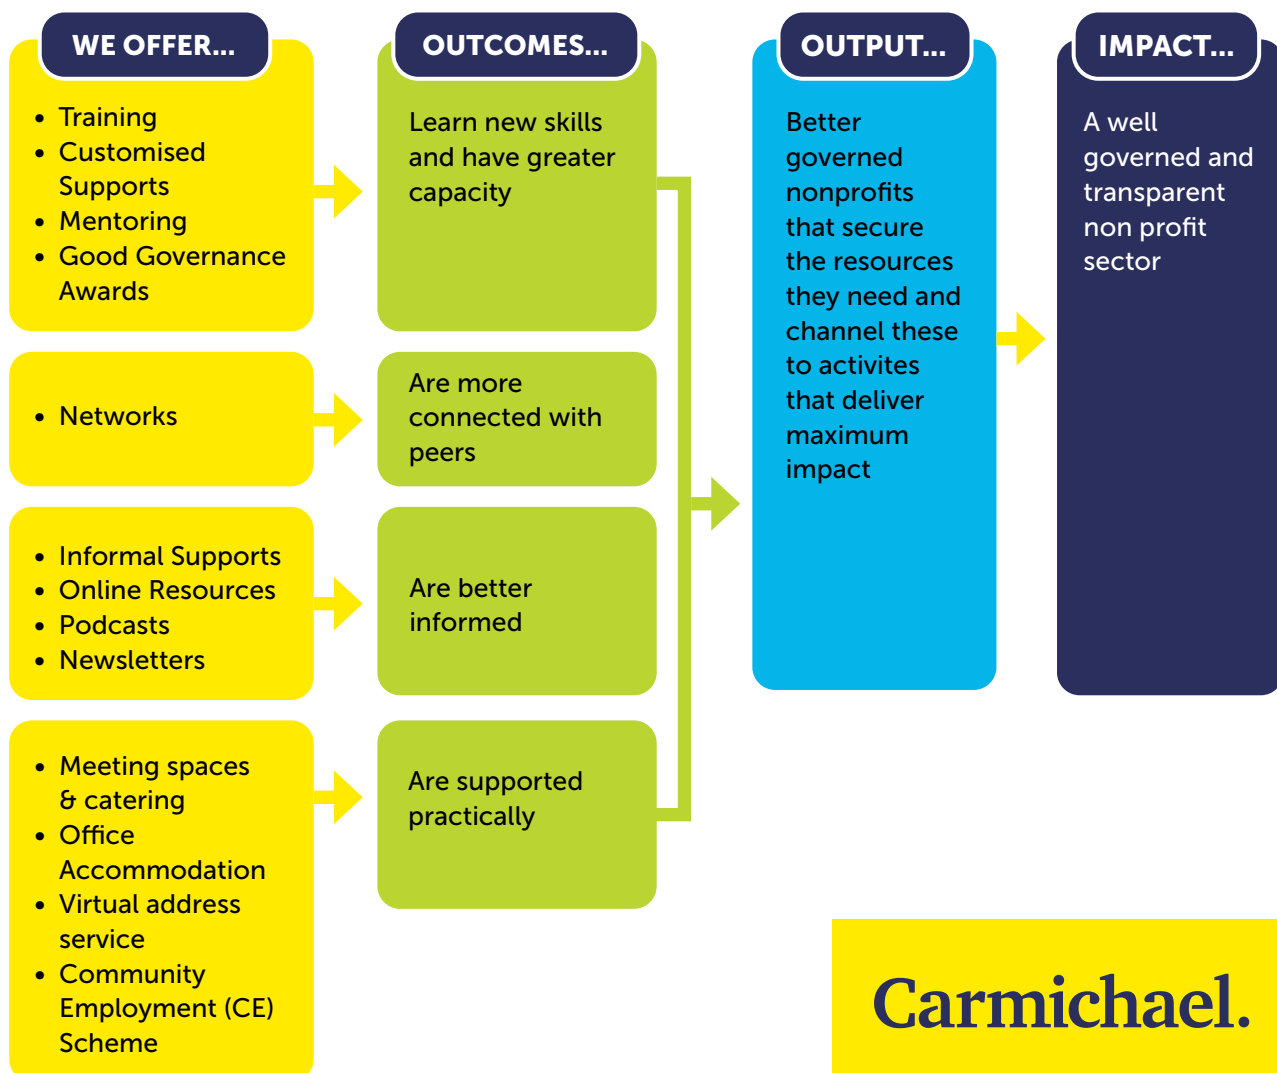 WE OFFER...
• Training
• Customised
Supports
• Mentoring
• Good Governance
Awards
• Networks
• Informal Supports
• Online Resources
• Podcasts
• Newsletters
• Meeting spaces
& catering
• Office
Accommodation
• Virtual address
service
• Community
Employment (CE)
Scheme
OUTCOMES...
Learn new skills
and have greater
capacity
Are more
connected with
peers
Are better
informed
Are supported
practically
OUTPUT...
Better
governed
nonprofits
that secure
the resources
they need and
channel these
to activites
that deliver
maximum
impact
IMPACT...
A well
governed and
transparent
non profit
sector
Carmichael.